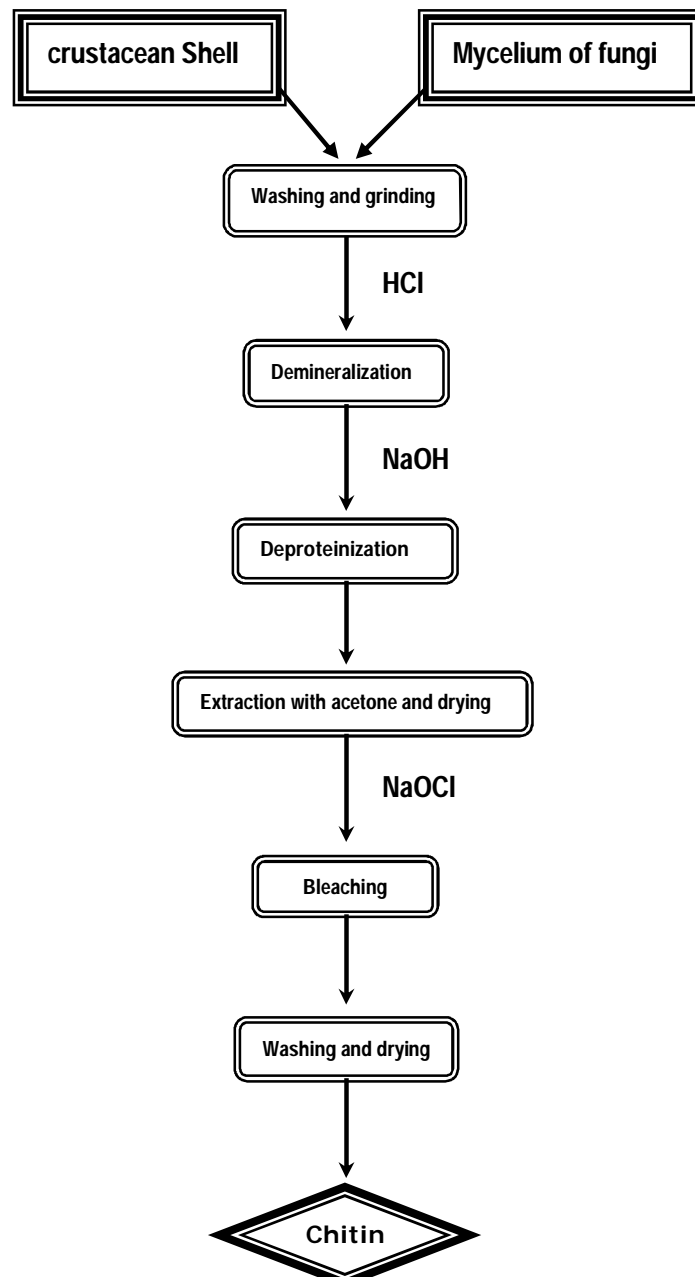 crustacean Shell
Mycelium of fungi
Washing and grinding
HCl
Demineralization
NaOH
Deproteinization
Extraction with acetone and drying
NaOCl
Bleaching
Washing and drying
Chitin